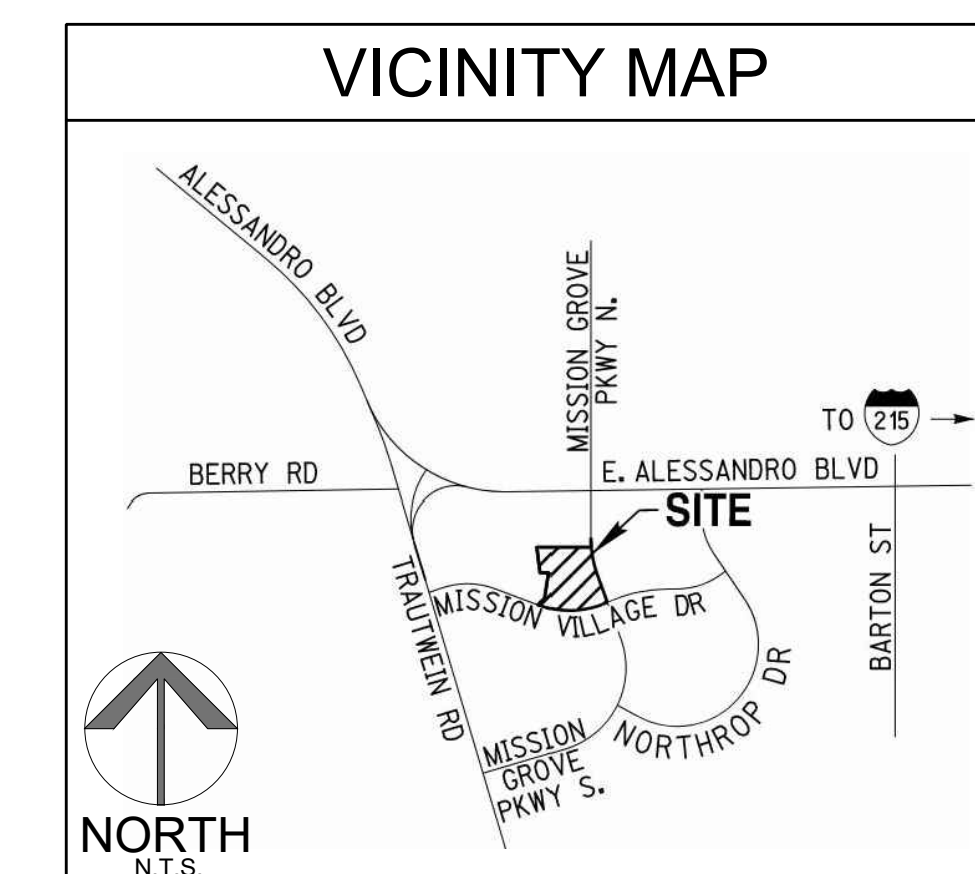 VICINITY MAP
ALESSANDRO BLVD
MISSION GROVE
PKWY N.
TO 215
BERRY RD
E. ALESSANDRO BLVD
SITE
BARTON ST
TRAUTWEIN RD
MISSION VILLAGE DR
NORTHROP DR
MISSION
GROVE
PKWY S.
NORTH
N.T.S.